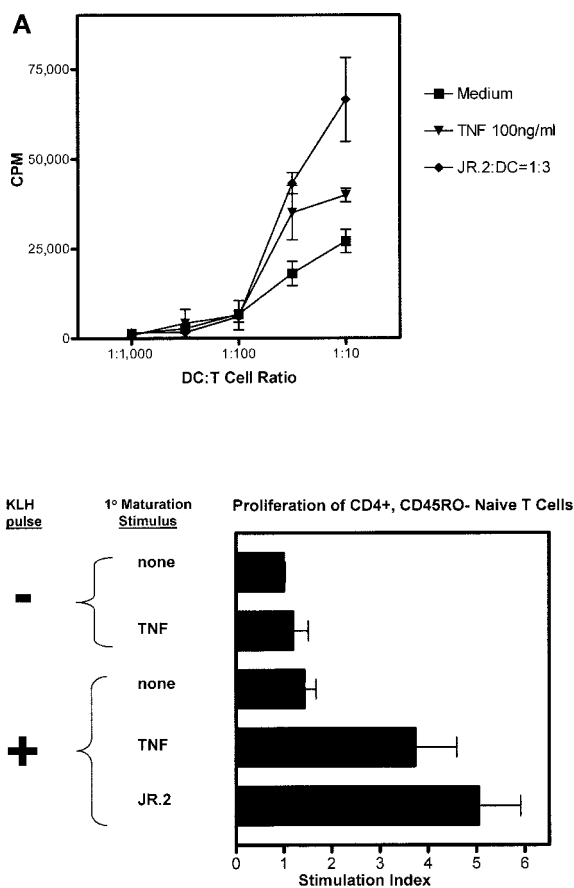 A
75,000
50,000
25,000
0
CPM
1:1,000
1:100
1:10
DC:T Cell Ratio
Medium
TNF 100ng/ml
JR.2:DC=1:3
KLH
pulse
1° Maturation
Stimulus
Proliferation of CD4+, CD45RO- Naive T Cells
-
none
TNF
+
none
TNF
JR.2
0 1 2 3 4 5 6
Stimulation Index